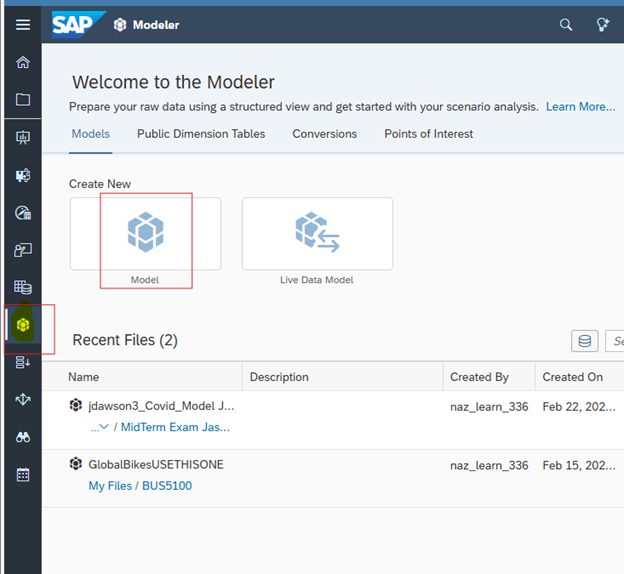 SAP Modeler
Welcome to the Modeler
Prepare your raw data using a structured view and get started with your scenario analysis. Learn More...
Models Public Dimension Tables Conversions Points of Interest
Create New
Model Live Data Model
Recent Files (2)
Se
Name Description Created By Created On
jdawson3_Covid_Model J... naz_learn_336 Feb 22, 202...
... / MidTerm Exam Jas...
GlobalBikesUSETHISONE naz_learn_336 Feb 15, 202...
My Files / BUS5100